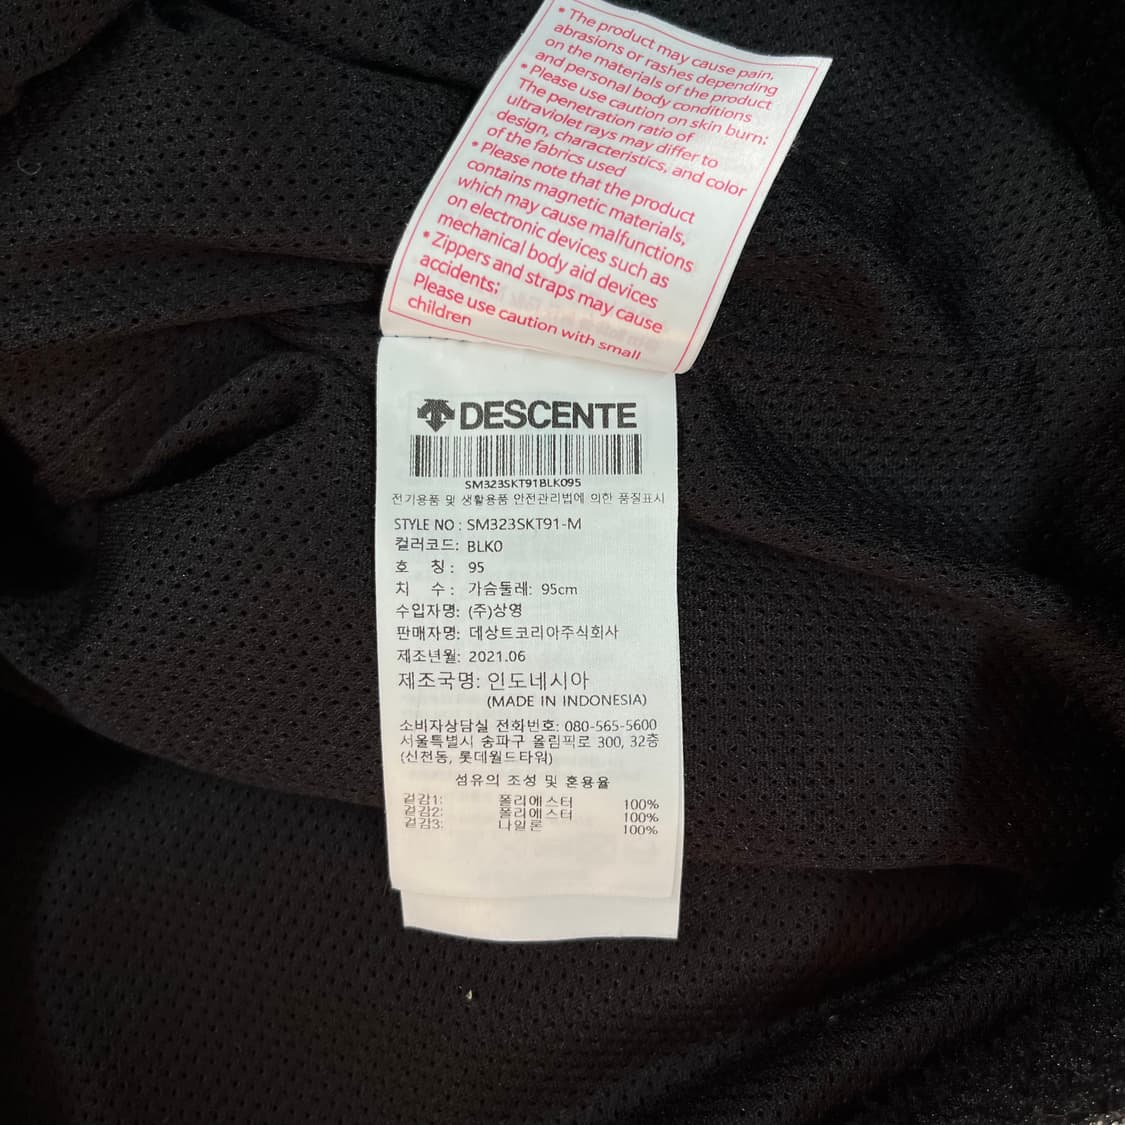 * The product may cause pain,
abrasions or rashes depending
on the materials of the product
and personal body conditions
* Please use caution on skin burn:
The penetration ratio of
ultraviolet rays may differ to
design, characteristics, and color
of the fabrics used
* Please note that the product
contains magnetic materials,
which may cause malfunctions
on electronic devices such as
mechanical body aid devices
* Zippers and straps may cause
accidents;
Please use caution with small
children
DESCENTE
SM323SKT91BLK095
전기용품 및 생활용품 안전관리법에 의한 품질표시
STYLE NO : SM323SKT91-M
컬러코드: BLK0
호 칭 : 95
치 수 : 가슴둘레: 95cm
수입자명: (주)상영
판매자명: 데상트코리아주식회사
제조년월: 2021.06
제조국명: 인도네시아
(MADE IN INDONESIA)
소비자상담실 전화번호: 080-565-5600
서울특별시 송파구 올림픽로 300, 32층
(신천동, 롯데월드타워)
섬유의 조성 및 혼용율
겉감1: 폴리에스터 100%
겉감2: 폴리에스터 100%
겉감3: 나일론 100%